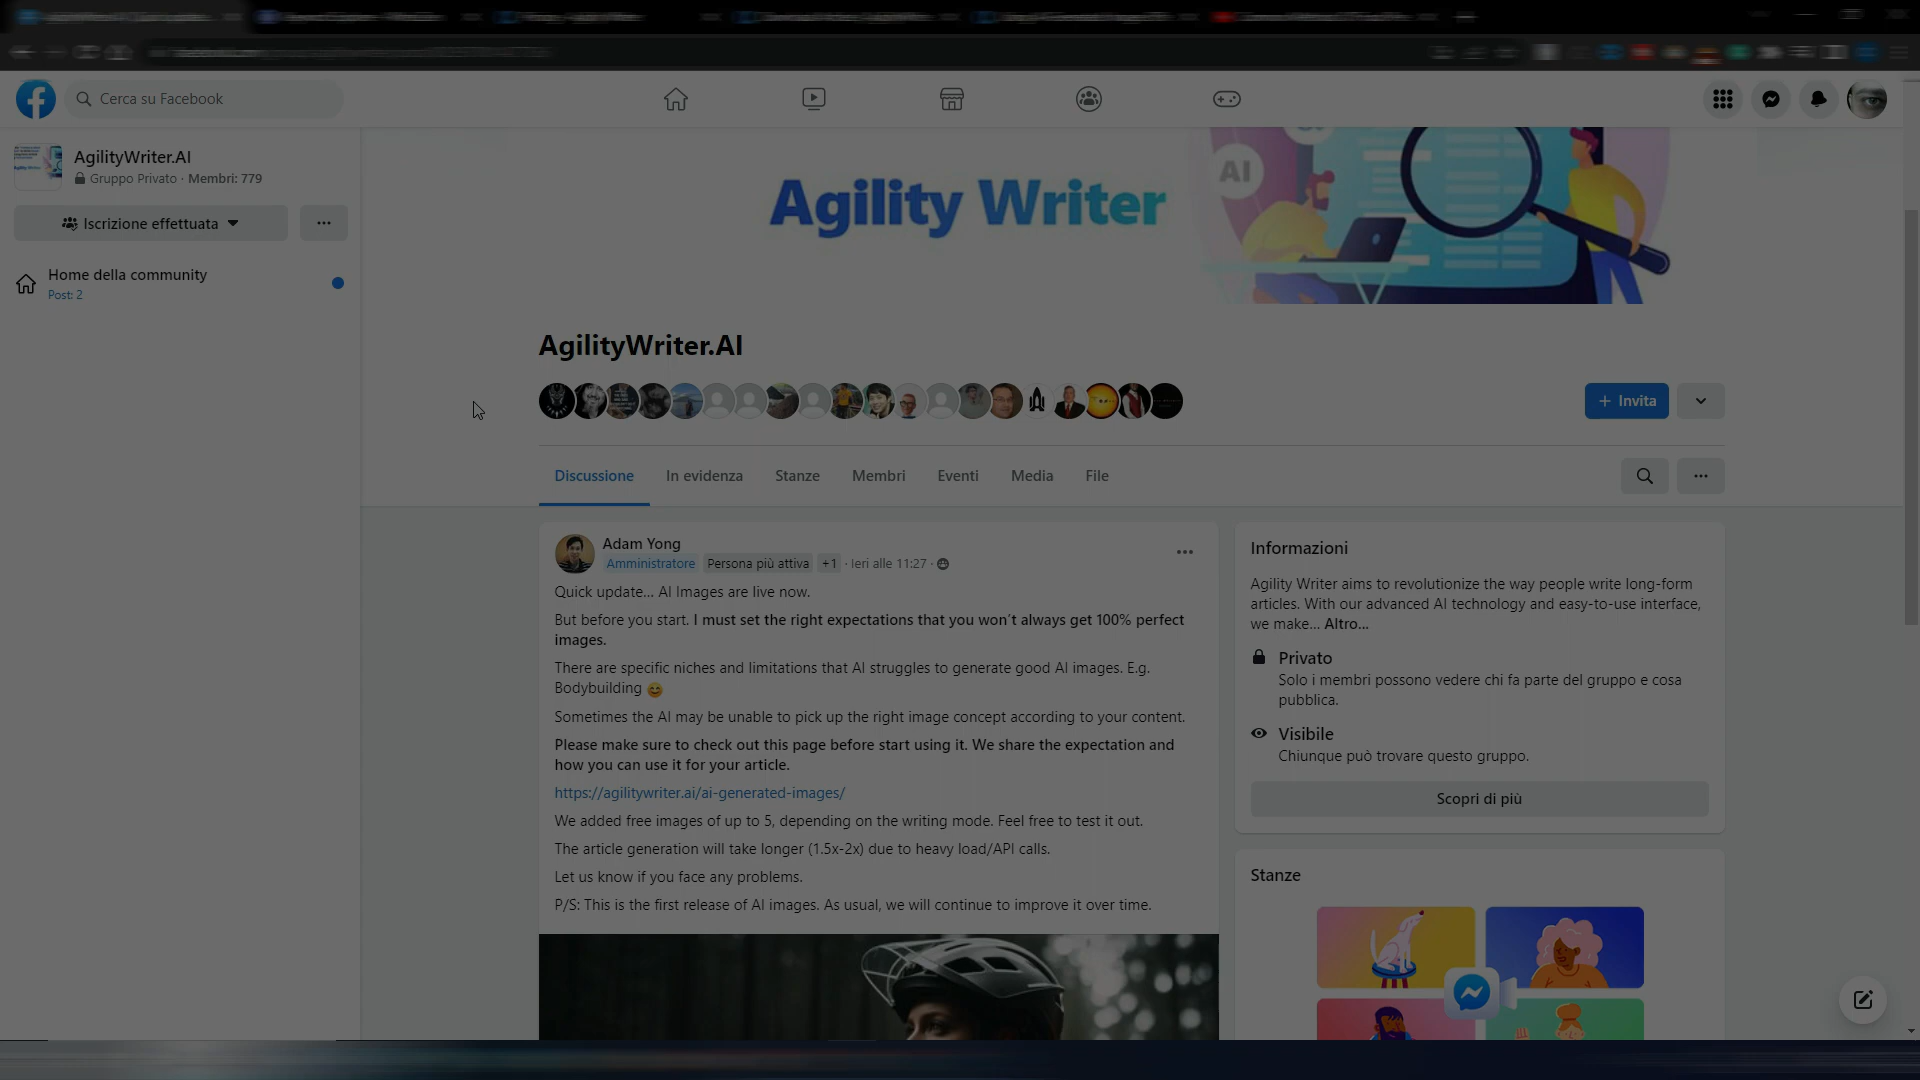 Cerca su Facebook
AgilityWriter.AI
Gruppo Privato · Membri: 779
Iscrizione effettuata
Home della community
Post: 2
AI
Agility Writer
AgilityWriter.AI
+ Invita
Discussione In evidenza Stanze Membri Eventi Media File
Adam Yong
Amministratore Persona più attiva +1 · Ieri alle 11:27 ·
Quick update... AI Images are live now.
But before you start. I must set the right expectations that you won't always get 100% perfect
images.
There are specific niches and limitations that AI struggles to generate good AI images. E.g.
Bodybuilding 😊
Sometimes the AI may be unable to pick up the right image concept according to your content.
Please make sure to check out this page before start using it. We share the expectation and
how you can use it for your article.
https://agilitywriter.ai/ai-generated-images/
We added free images of up to 5, depending on the writing mode. Feel free to test it out.
The article generation will take longer (1.5x-2x) due to heavy load/API calls.
Let us know if you face any problems.
P/S: This is the first release of AI images. As usual, we will continue to improve it over time.
Informazioni
Agility Writer aims to revolutionize the way people write long-form
articles. With our advanced AI technology and easy-to-use interface,
we make... Altro...
Privato
Solo i membri possono vedere chi fa parte del gruppo e cosa
pubblica.
Visibile
Chiunque può trovare questo gruppo.
Scopri di più
Stanze